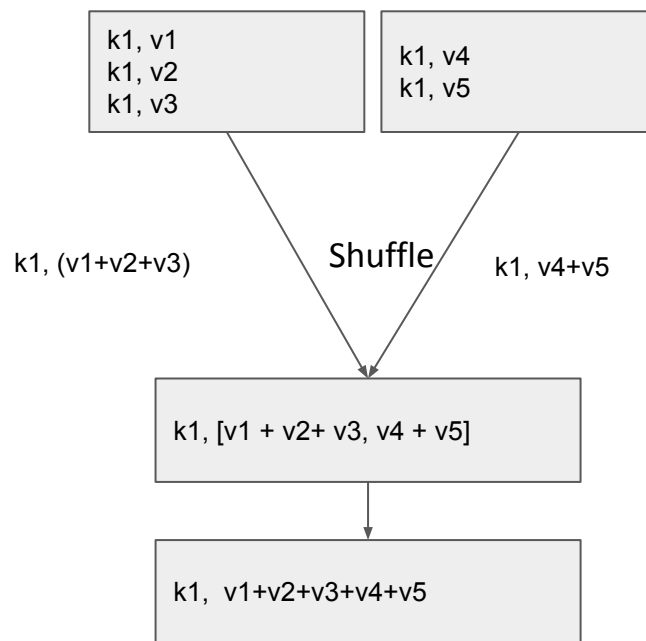 k1, v1
k1, v2
k1, v3
k1, v4
k1, v5
k1, (v1+v2+v3)
Shuffle
k1, v4+v5
k1, [v1 + v2+ v3, v4 + v5]
k1, v1+v2+v3+v4+v5